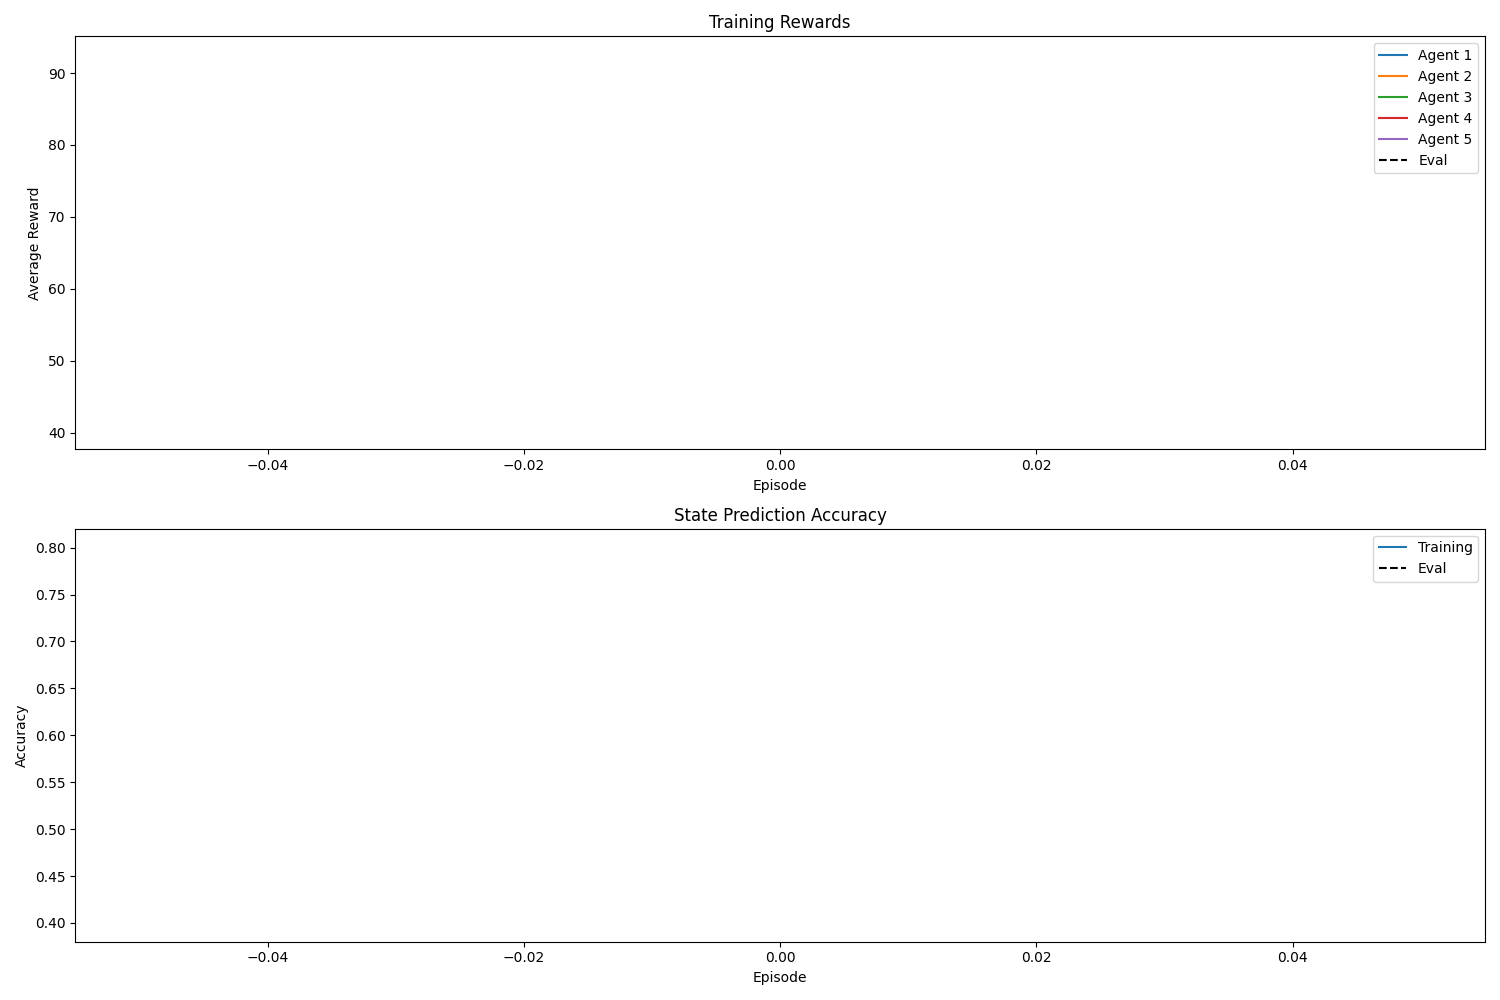 Training Rewards
Average Reward
90
80
70
60
50
40
Agent 1
Agent 2
Agent 3
Agent 4
Agent 5
Eval
−0.04
−0.02
0.00
0.02
0.04
Episode
State Prediction Accuracy
Accuracy
0.80
0.75
0.70
0.65
0.60
0.55
0.50
0.45
0.40
Training
Eval
−0.04
−0.02
0.00
0.02
0.04
Episode